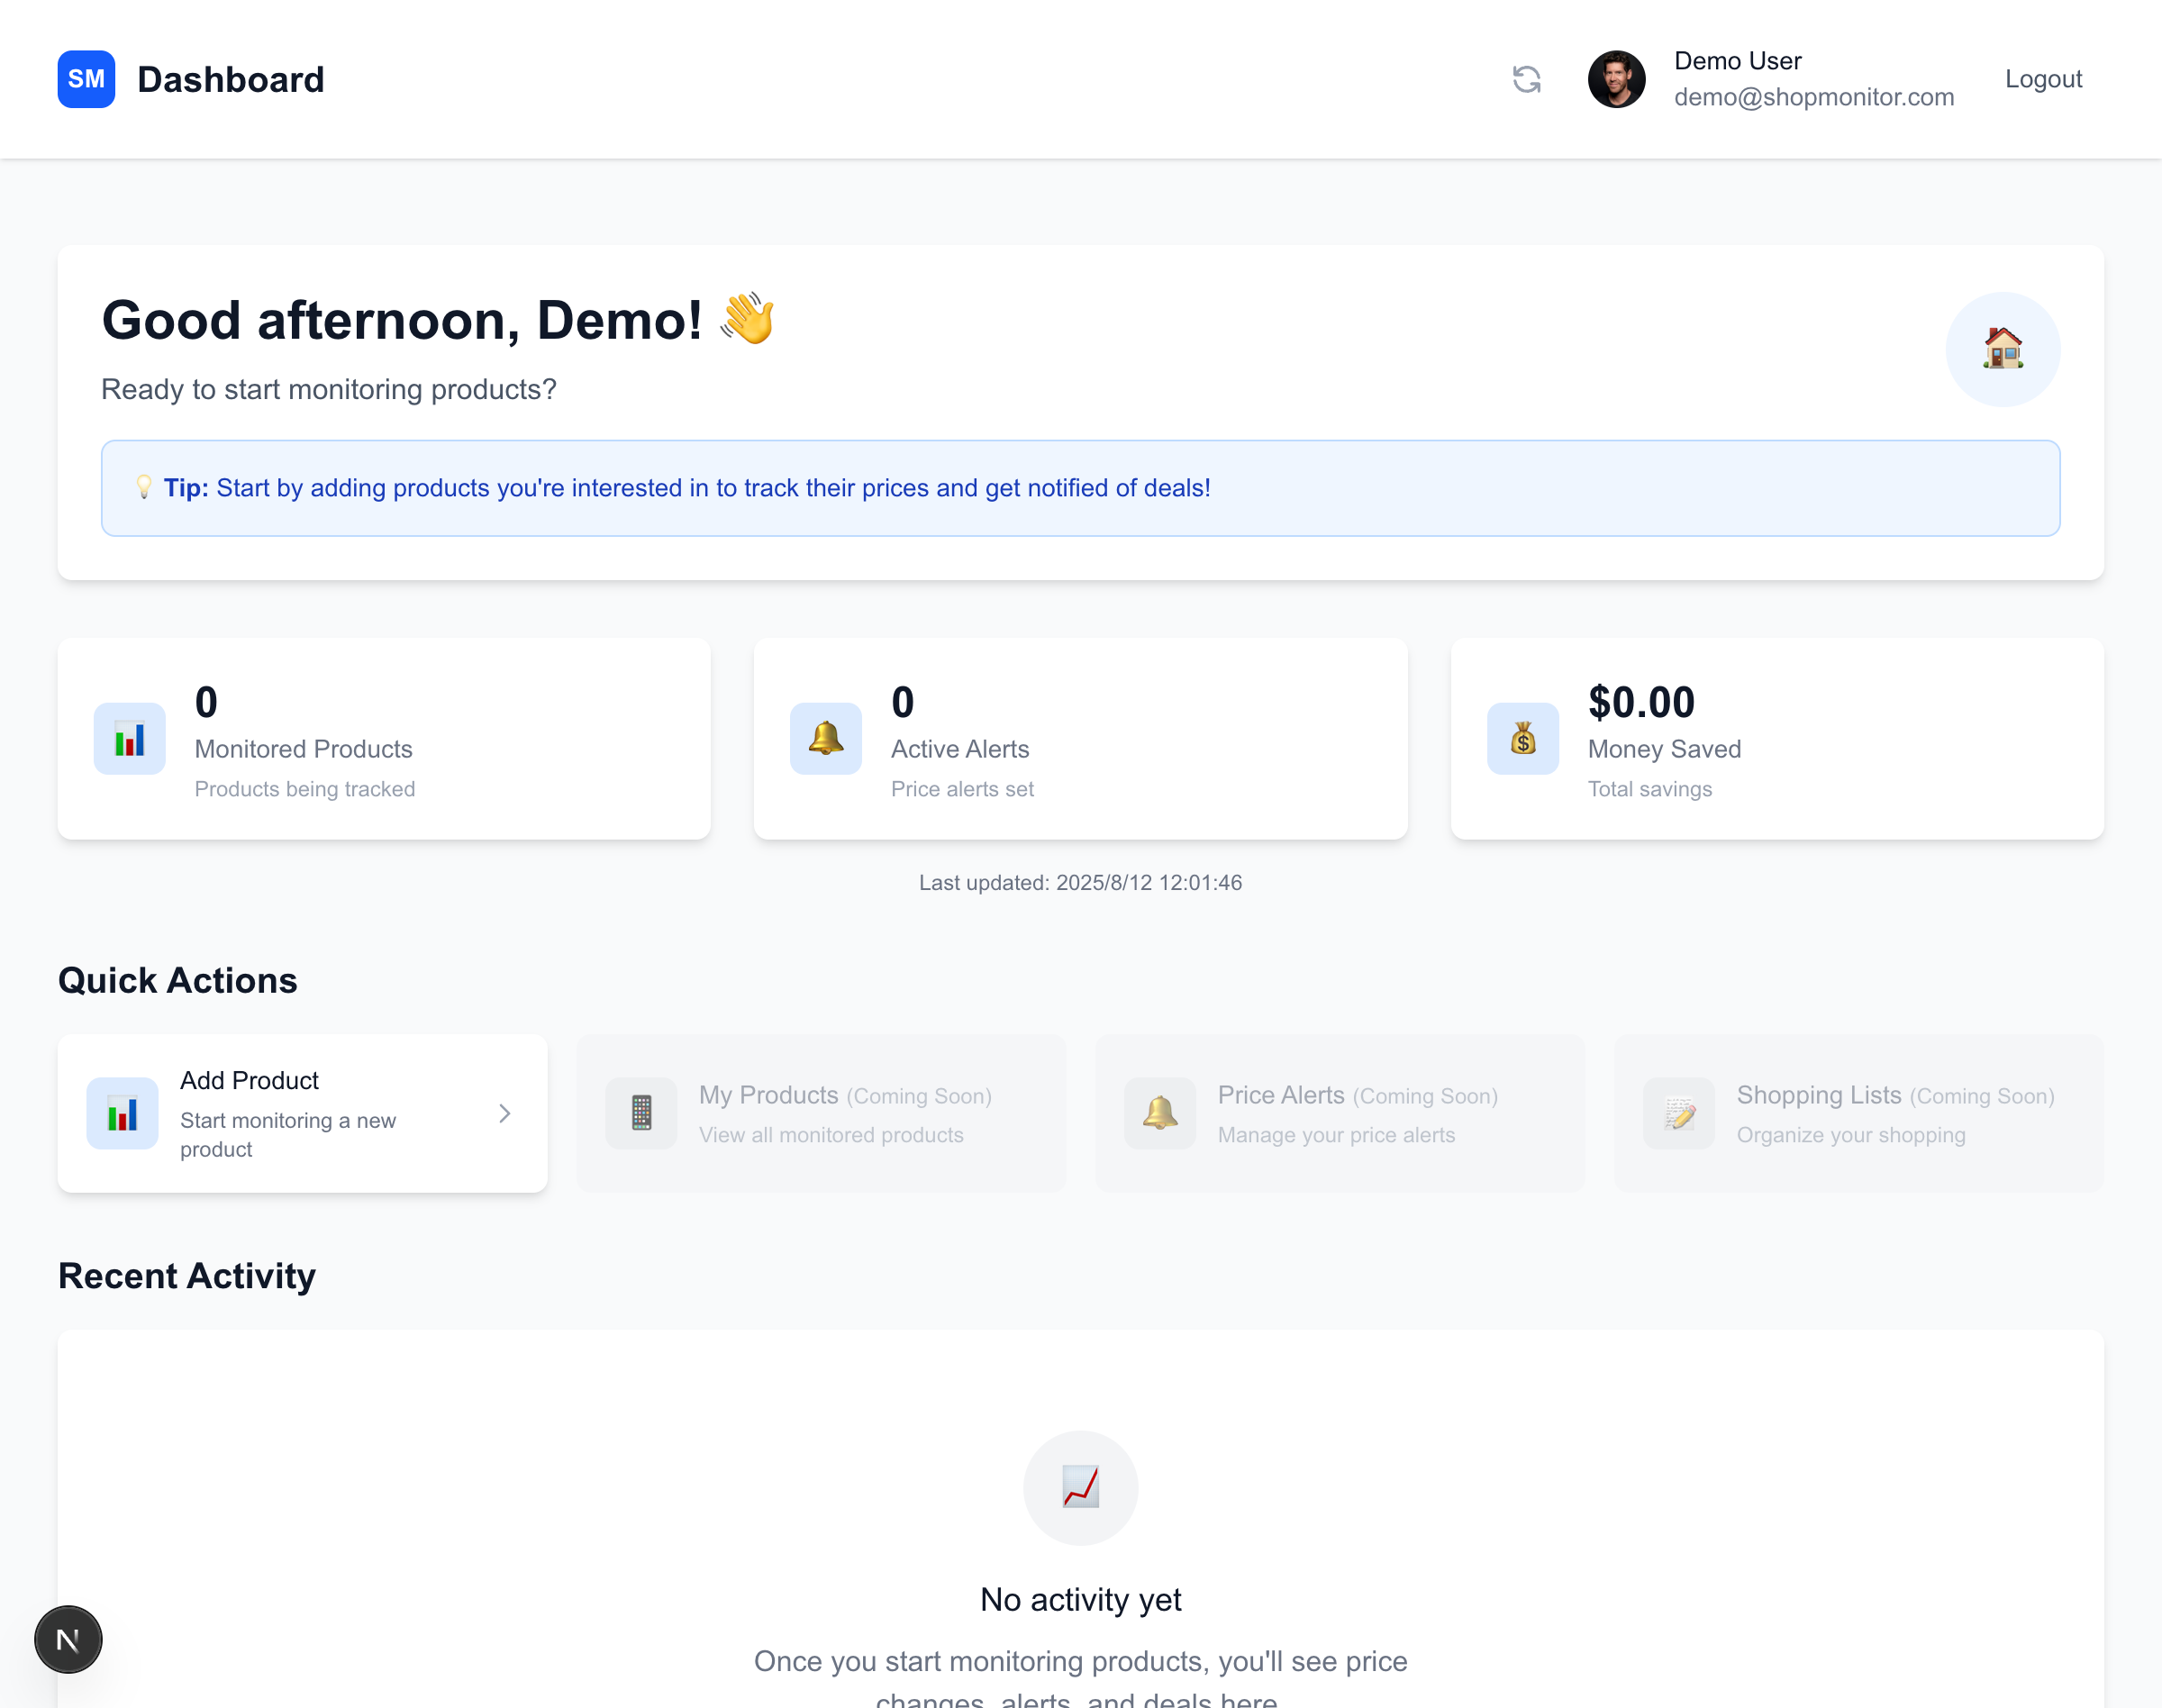 SM
Dashboard
Demo User
demo@shopmonitor.com
Logout
Good afternoon, Demo! 👋
Ready to start monitoring products?
💡 Tip: Start by adding products you're interested in to track their prices and get notified of deals!
0
Monitored Products
Products being tracked
0
Active Alerts
Price alerts set
$0.00
Money Saved
Total savings
Last updated: 2025/8/12 12:01:46
Quick Actions
Add Product
Start monitoring a new
product
My Products (Coming Soon)
View all monitored products
Price Alerts (Coming Soon)
Manage your price alerts
Shopping Lists (Coming Soon)
Organize your shopping
Recent Activity
No activity yet
Once you start monitoring products, you'll see price
changes, alerts, and deals here.
N